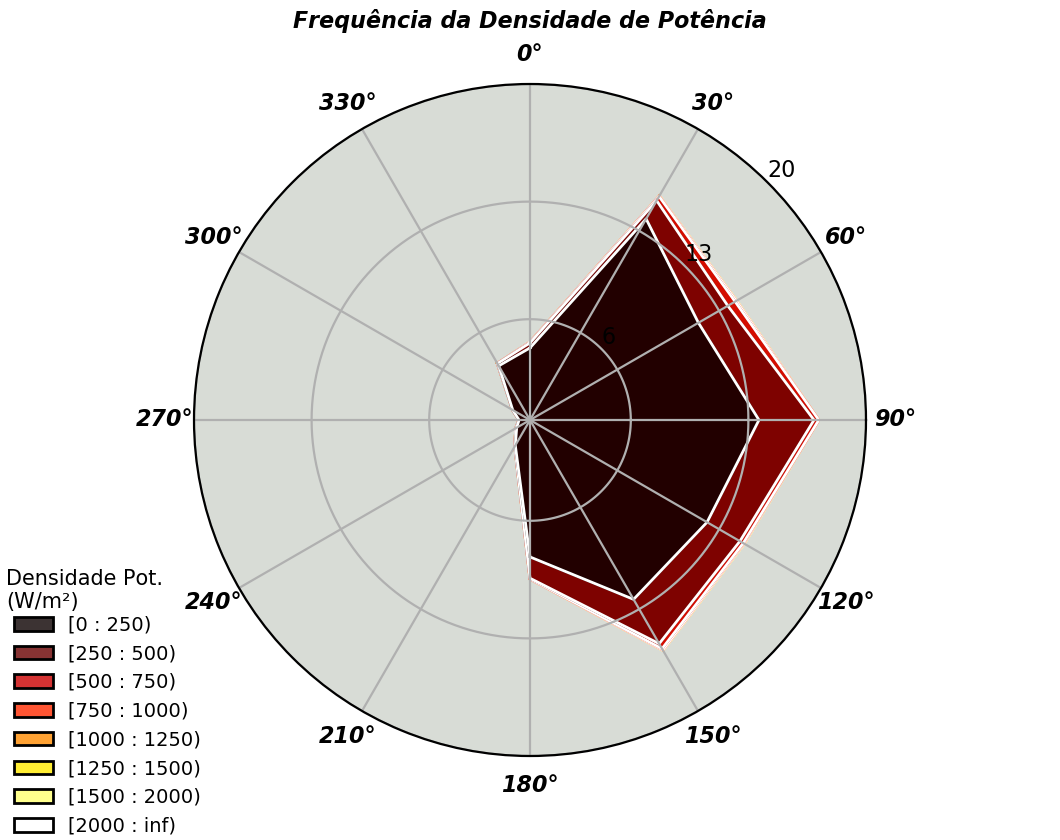 Frequência da Densidade de Potência
0°
330°
30°
20
300°
60°
13
6
270°
90°
240°
120°
210°
150°
180°
Densidade Pot.
(W/m²)
[0 : 250)
[250 : 500)
[500 : 750)
[750 : 1000)
[1000 : 1250)
[1250 : 1500)
[1500 : 2000)
[2000 : inf)